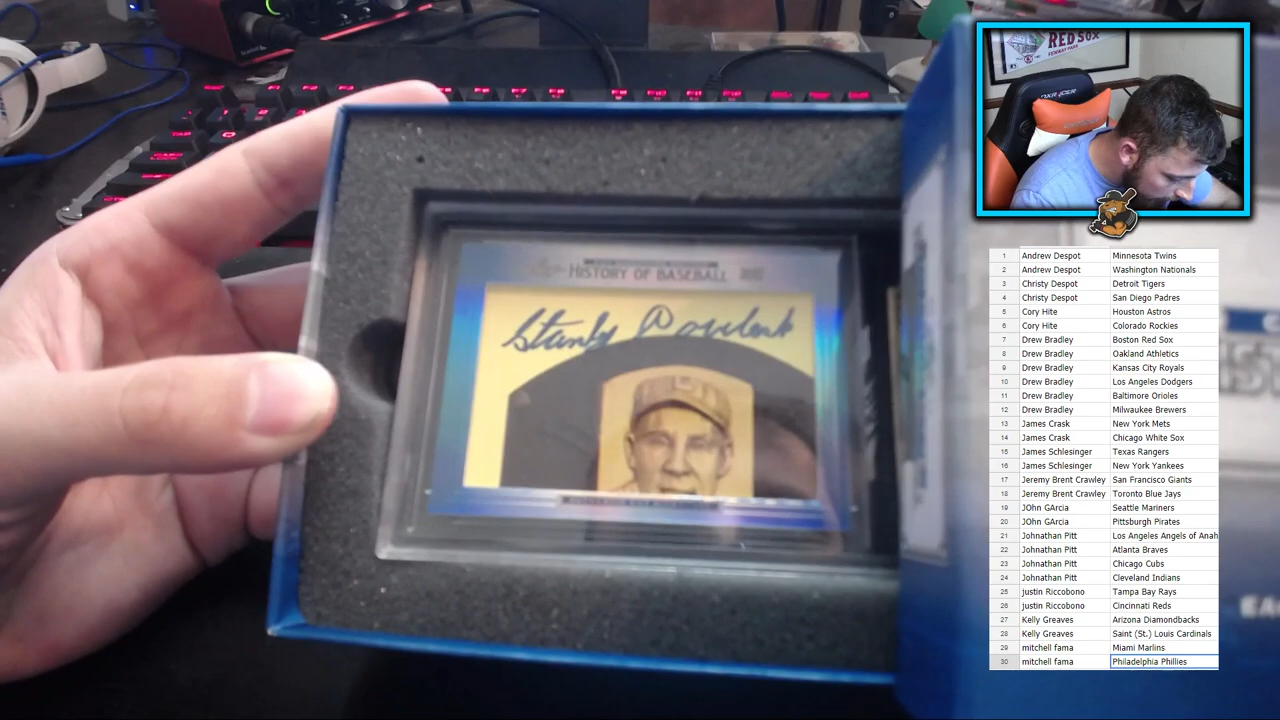 RED SOX
FENWAY PARK
DXRACER
HISTORY OF BASEBALL
1 Andrew Despot Minnesota Twins
2 Andrew Despot Washington Nationals
3 Christy Despot Detroit Tigers
4 Christy Despot San Diego Padres
5 Cory Hite Houston Astros
6 Cory Hite Colorado Rockies
7 Drew Bradley Boston Red Sox
8 Drew Bradley Oakland Athletics
9 Drew Bradley Kansas City Royals
10 Drew Bradley Los Angeles Dodgers
11 Drew Bradley Baltimore Orioles
12 Drew Bradley Milwaukee Brewers
13 James Crask New York Mets
14 James Crask Chicago White Sox
15 James Schlesinger Texas Rangers
16 James Schlesinger New York Yankees
17 Jeremy Brent Crawley San Francisco Giants
18 Jeremy Brent Crawley Toronto Blue Jays
19 JOhn GArcia Seattle Mariners
20 JOhn GArcia Pittsburgh Pirates
21 Johnathan Pitt Los Angeles Angels of Anah
22 Johnathan Pitt Atlanta Braves
23 Johnathan Pitt Chicago Cubs
24 Johnathan Pitt Cleveland Indians
25 justin Riccobono Tampa Bay Rays
26 justin Riccobono Cincinnati Reds
27 Kelly Greaves Arizona Diamondbacks
28 Kelly Greaves Saint (St.) Louis Cardinals
29 mitchell fama Miami Marlins
30 mitchell fama Philadelphia Phillies